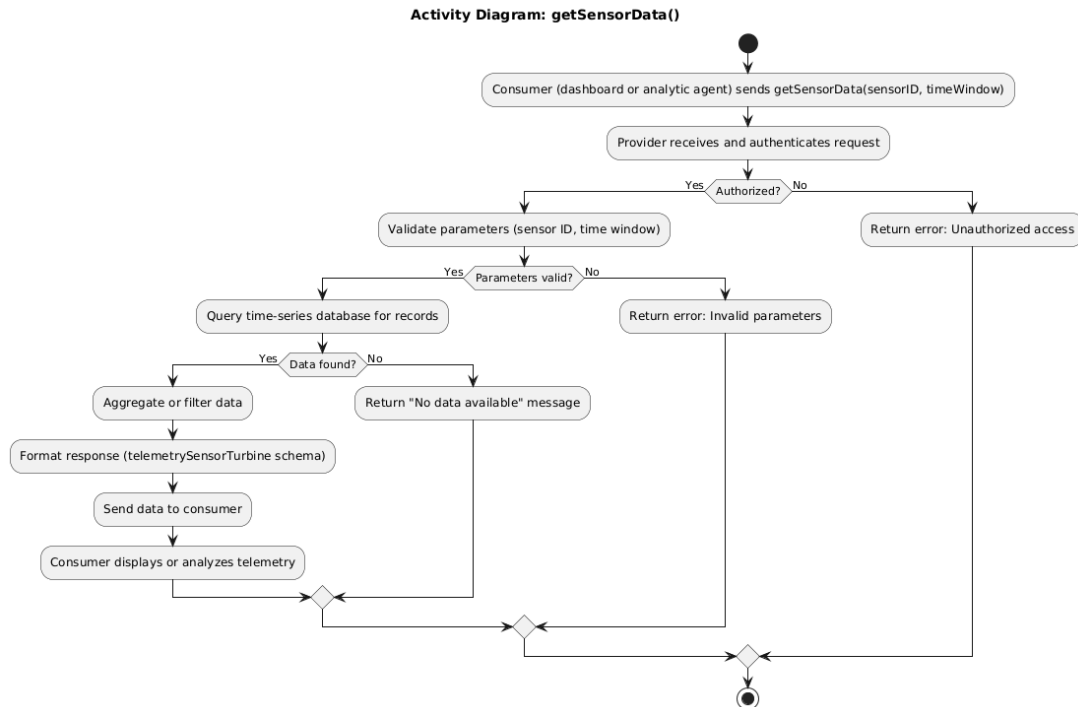 Activity Diagram: getSensorData()
Consumer (dashboard or analytic agent) sends getSensorData(sensorID, timeWindow)
Provider receives and authenticates request
Yes
Authorized?
No
Validate parameters (sensor ID, time window)
Return error: Unauthorized access
Yes
Parameters valid?
No
Query time-series database for records
Return error: Invalid parameters
Yes
Data found?
No
Aggregate or filter data
Return "No data available" message
Format response (telemetrySensorTurbine schema)
Send data to consumer
Consumer displays or analyzes telemetry